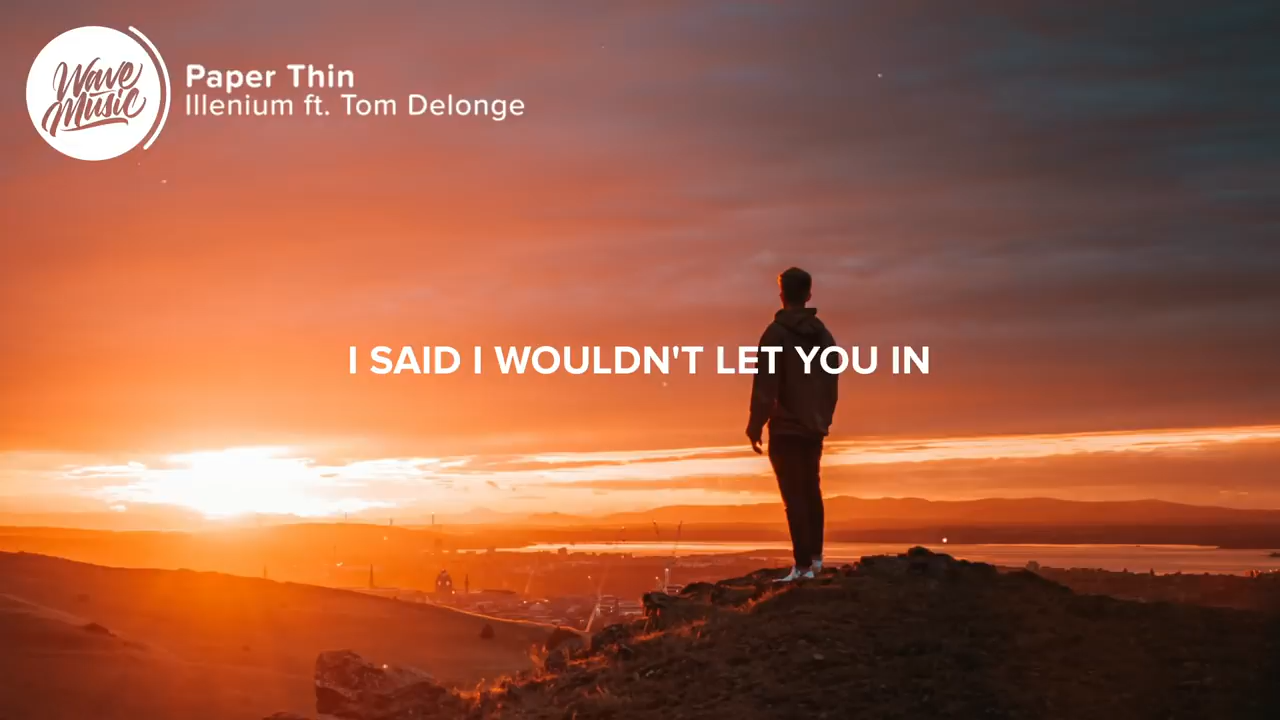 Wave
Music
Paper Thin
Illenium ft. Tom Delonge
I SAID I WOULDN'T LET YOU IN